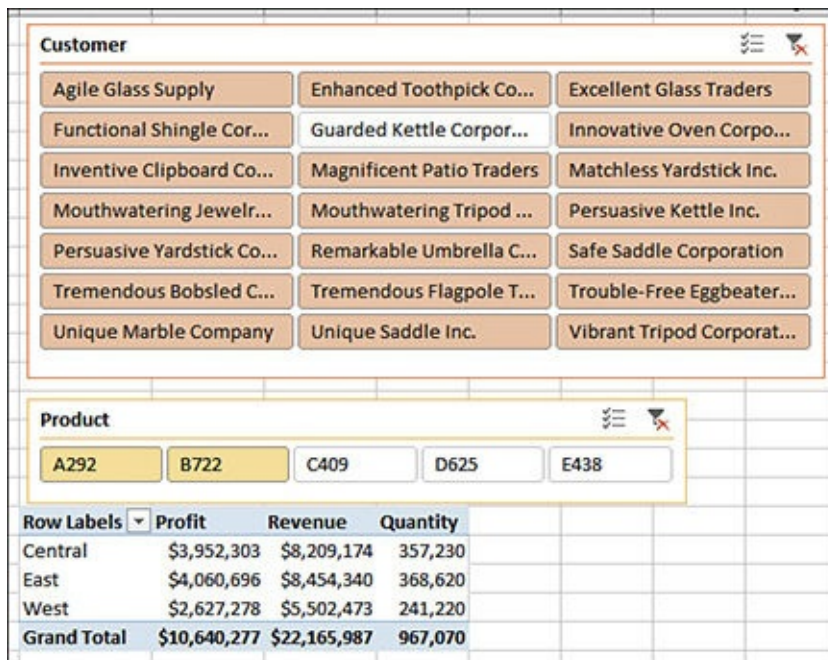 Customer
Agile Glass Supply Enhanced Toothpick Co... Excellent Glass Traders
Functional Shingle Cor... Guarded Kettle Corpor... Innovative Oven Corpo...
Inventive Clipboard Co... Magnificent Patio Traders Matchless Yardstick Inc.
Mouthwatering Jewelr... Mouthwatering Tripod ... Persuasive Kettle Inc.
Persuasive Yardstick Co... Remarkable Umbrella C... Safe Saddle Corporation
Tremendous Bobsled C... Tremendous Flagpole T... Trouble-Free Eggbeater...
Unique Marble Company Unique Saddle Inc. Vibrant Tripod Corporat...
Product
A292 B722 C409 D625 E438
Row Labels Profit Revenue Quantity
Central $3,952,303 $8,209,174 357,230
East $4,060,696 $8,454,340 368,620
West $2,627,278 $5,502,473 241,220
Grand Total $10,640,277 $22,165,987 967,070